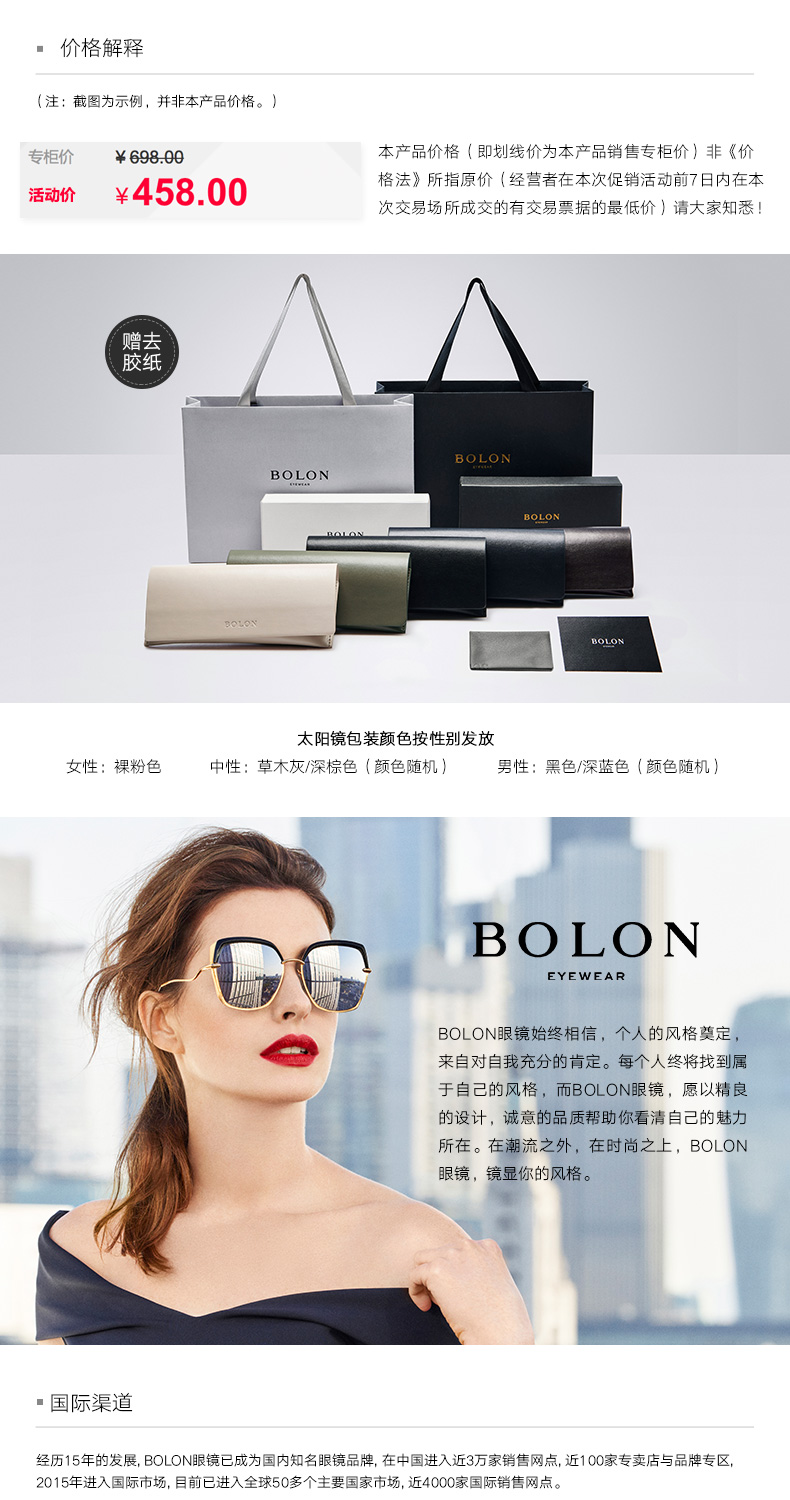 价格解释
（注：截图为示例，并非本产品价格。）
专柜价 ￥698.00
活动价 ￥458.00
本产品价格（即划线价为本产品销售专柜价）非《价
格法》所指原价（经营者在本次促销活动前7日内在本
次交易场所成交的有交易票据的最低价）请大家知悉！
赠去
胶纸
BOLON
EYEWEAR
BOLON
EYEWEAR
BOLON
BOLON
BOLON
BOLON
太阳镜包装颜色按性别发放
女性：裸粉色 中性：草木灰/深棕色（颜色随机） 男性：黑色/深蓝色（颜色随机）
BOLON
EYEWEAR
BOLON眼镜始终相信，个人的风格奠定，
来自对自我充分的肯定。每个人终将找到属
于自己的风格，而BOLON眼镜，愿以精良
的设计，诚意的品质帮助你看清自己的魅力
所在。在潮流之外，在时尚之上，BOLON
眼镜，镜显你的风格。
国际渠道
经历15年的发展, BOLON眼镜已成为国内知名眼镜品牌, 在中国进入近3万家销售网点, 近100家专卖店与品牌专区,
2015年进入国际市场, 目前已进入全球50多个主要国家市场, 近4000家国际销售网点。